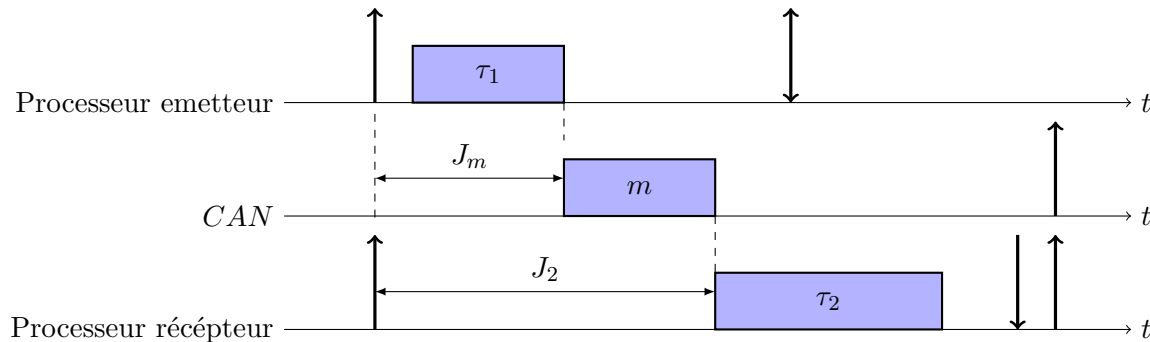 τ1
Processeur emetteur t
Jm
m
CAN t
J2
τ2
Processeur récépteur t